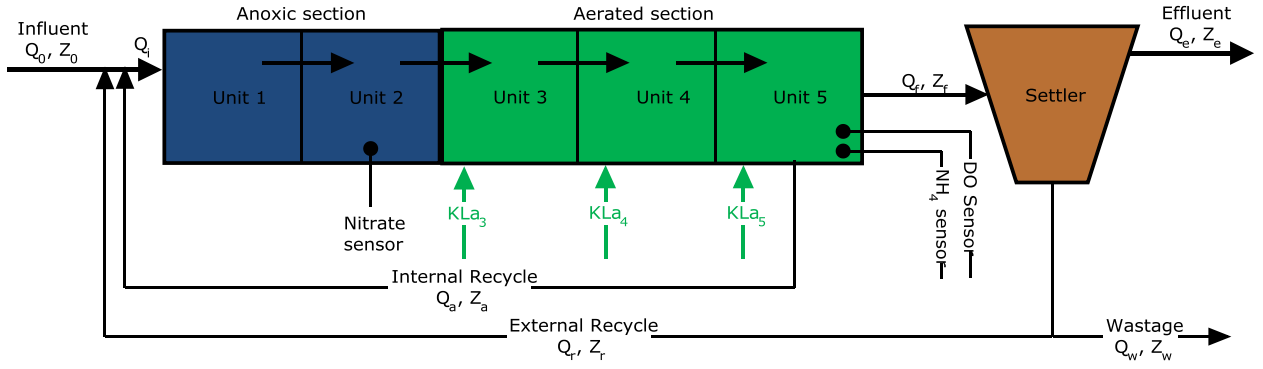 Anoxic section
Aerated section
Influent
Q0, Z0
Qi
Effluent
Qe, Ze
Unit 1
Unit 2
Unit 3
Unit 4
Unit 5
Qf, Zf
Settler
Nitrate
sensor
KLa3
KLa4
KLa5
NH4 sensor
DO Sensor
Internal Recycle
Qa, Za
External Recycle
Qr, Zr
Wastage
Qw, Zw